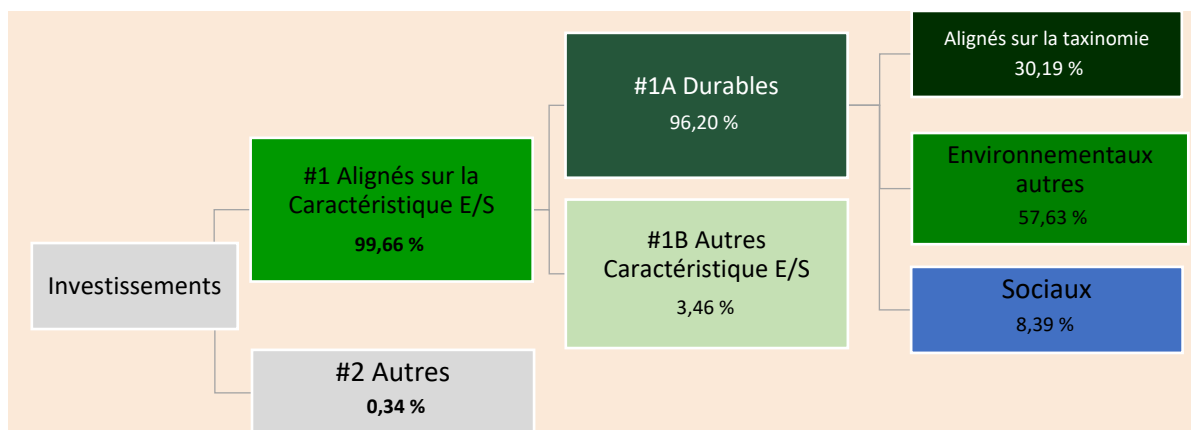 Investissements
#1 Alignés sur la
Caractéristique E/S
99,66 %
#2 Autres
0,34 %
#1A Durables
96,20 %
#1B Autres
Caractéristique E/S
3,46 %
Alignés sur la taxinomie
30,19 %
Environnementaux
autres
57,63 %
Sociaux
8,39 %